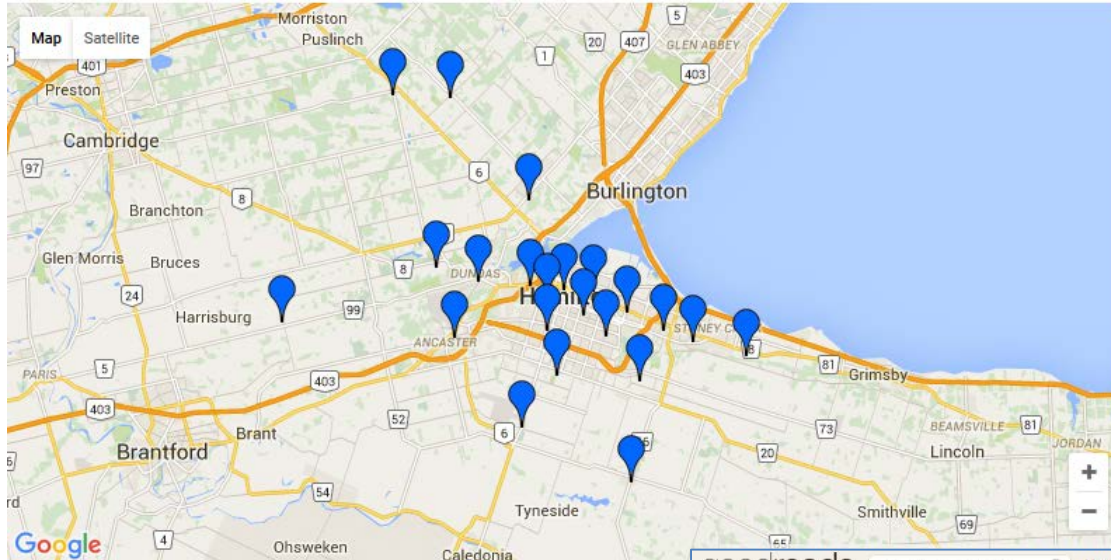 Map Satellite
Morriston
Puslinch
5
20
407
GLEN ABBEY
1
401
403
Preston
Cambridge
97
6
Burlington
8
Branchton
Glen Morris
Bruces
8
DUNDAS
24
99
Harrisburg
ANCASTER
8
81
Grimsby
PARIS
5
403
403
52
Brant
6
73
BEAMSVILLE
81
JORDAN
Brantford
20
Lincoln
54
Tyneside
Smithville
69
+
−
Google
4
65
Ohsweken
Caledonia